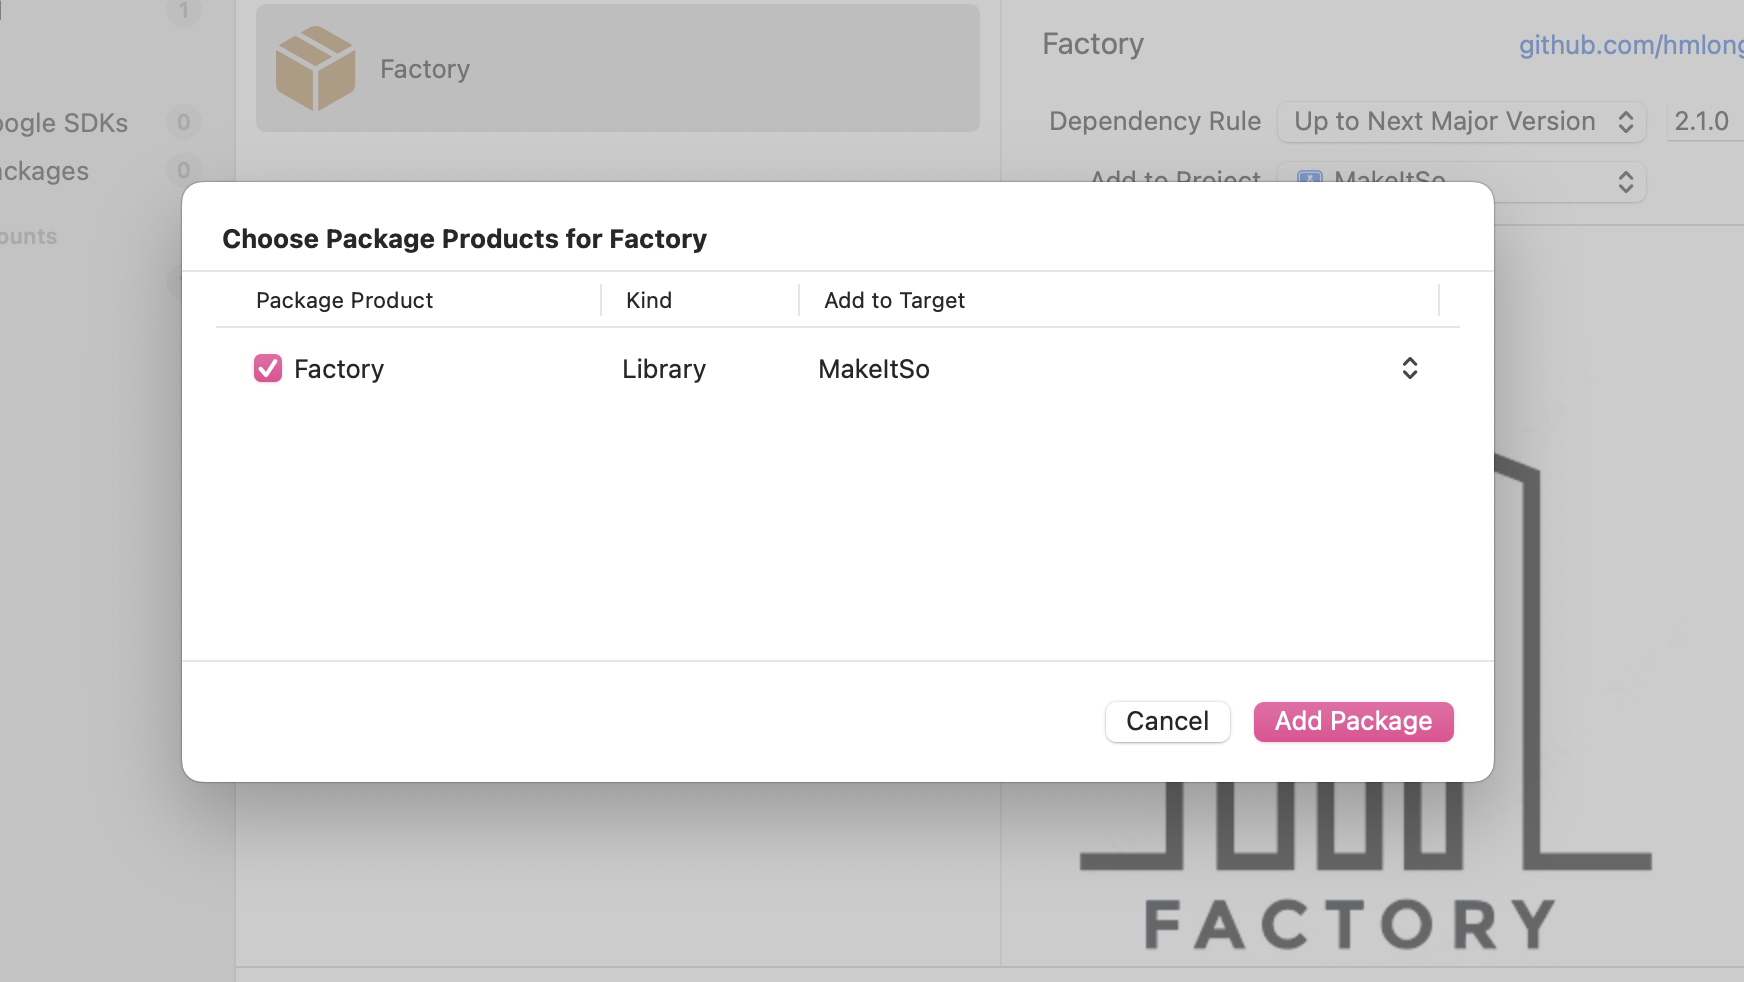 1
Factory
Factory
github.com/hmlong
oogle SDKs
0
Dependency Rule
Up to Next Major Version
2.1.0
ackages
0
Add to Project
MakeItSo
ounts
Choose Package Products for Factory
Package Product
Kind
Add to Target
Factory
Library
MakeItSo
Cancel
Add Package
FACTORY